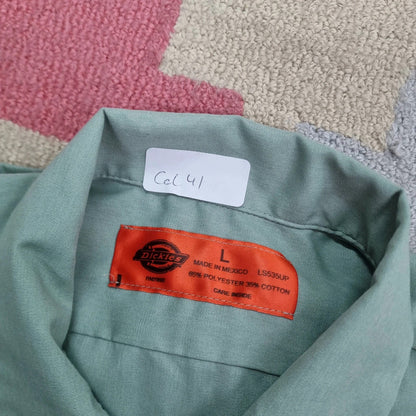 Col 41
Dickies
L
MADE IN MEXICO LS535UP
65% POLYESTER 35% COTTON
CARE INSIDE